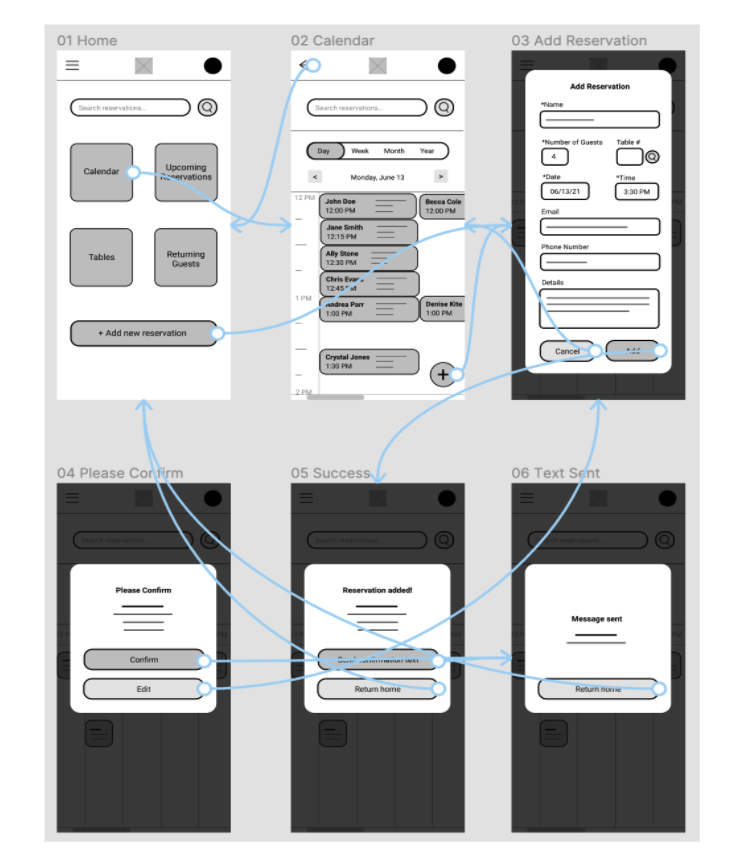 01 Home
Search reservations...
Calendar
Upcoming
Reservations
Tables
Returning
Guests
+ Add new reservation
02 Calendar
Search reservations...
Day Week Month Year
< Monday, June 13 >
12 PM
John Doe
12:00 PM
Becca Cole
12:00 PM
Jane Smith
12:15 PM
Ally Stone
12:30 PM
Chris Evans
12:45 PM
1 PM
Andrea Parr
1:00 PM
Denise Kite
1:00 PM
Crystal Jones
1:30 PM
+
2 PM
03 Add Reservation
Add Reservation
*Name
*Number of Guests Table #
4
*Date *Time
06/13/21 3:30 PM
Email
Phone Number
Details
Cancel Add
04 Please Confirm
Search reservations...
Please Confirm
Confirm
Edit
05 Success
Search reservations...
Reservation added!
Send confirmation text
Return home
06 Text Sent
Search reservations...
Message sent
Return home